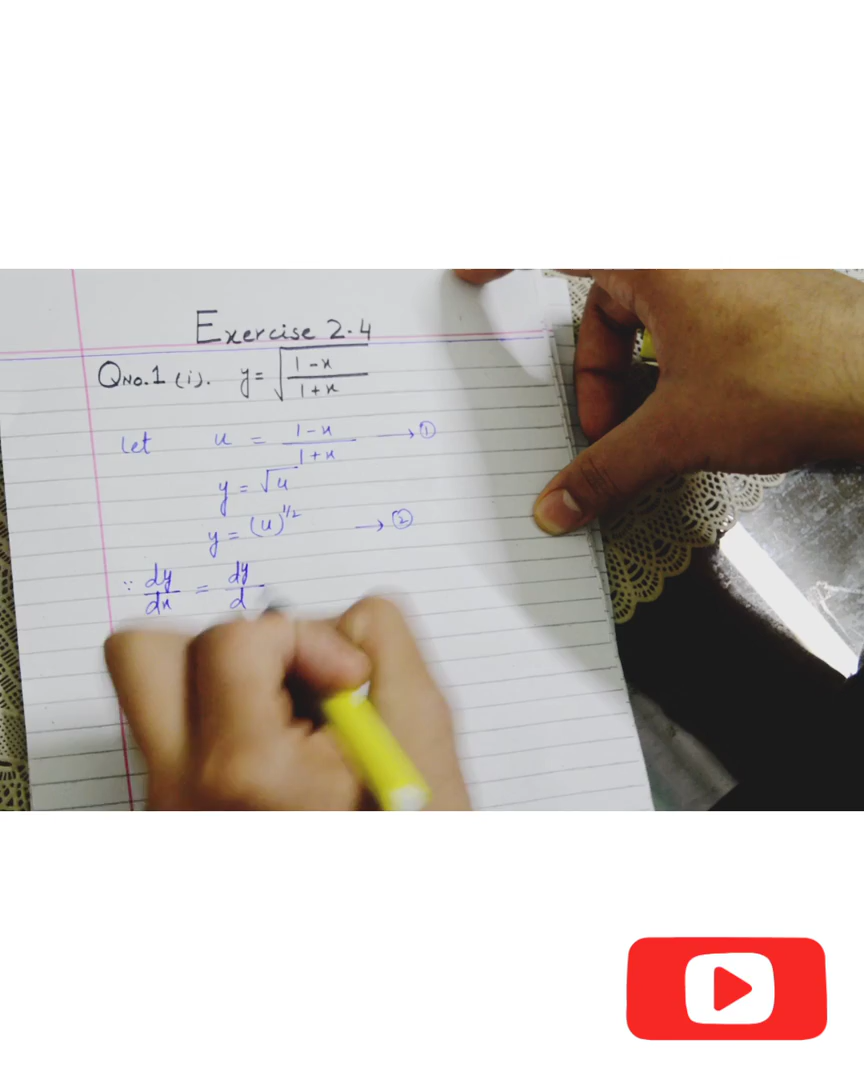 Exercise 2.4
QNo.1 (i). y = √(1-x / 1+x)
Let u = 1-x / 1+x → ①
y = √u
y = (u)^1/2 → ②
∵ dy/dx = dy/d